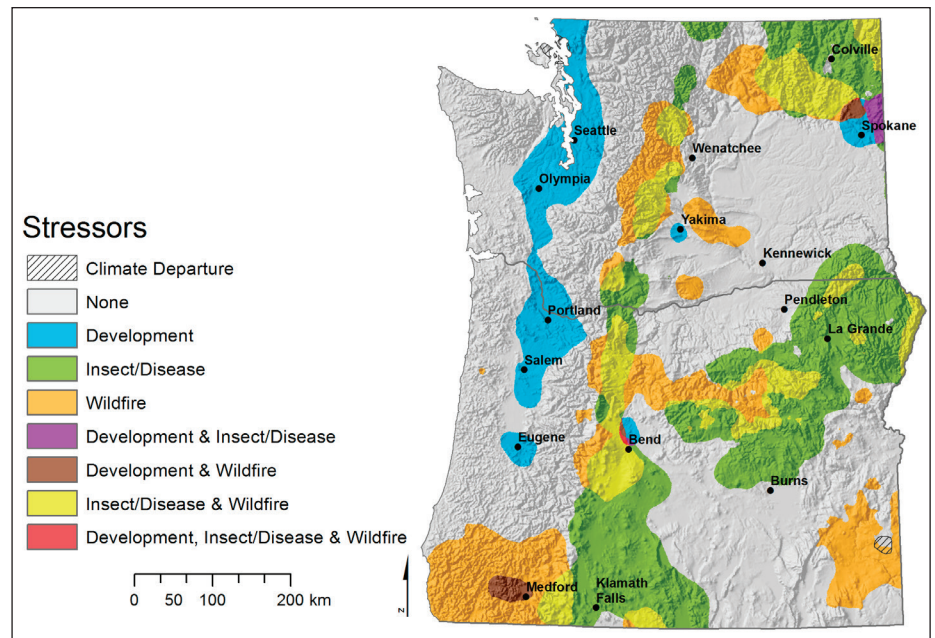 Stressors
Climate Departure
None
Development
Insect/Disease
Wildfire
Development & Insect/Disease
Development & Wildfire
Insect/Disease & Wildfire
Development, Insect/Disease & Wildfire
0 50 100 200 km
z
Colville
Spokane
Seattle
Wenatchee
Olympia
Yakima
Kennewick
Pendleton
Portland
La Grande
Salem
Eugene
Bend
Burns
Medford
Klamath
Falls